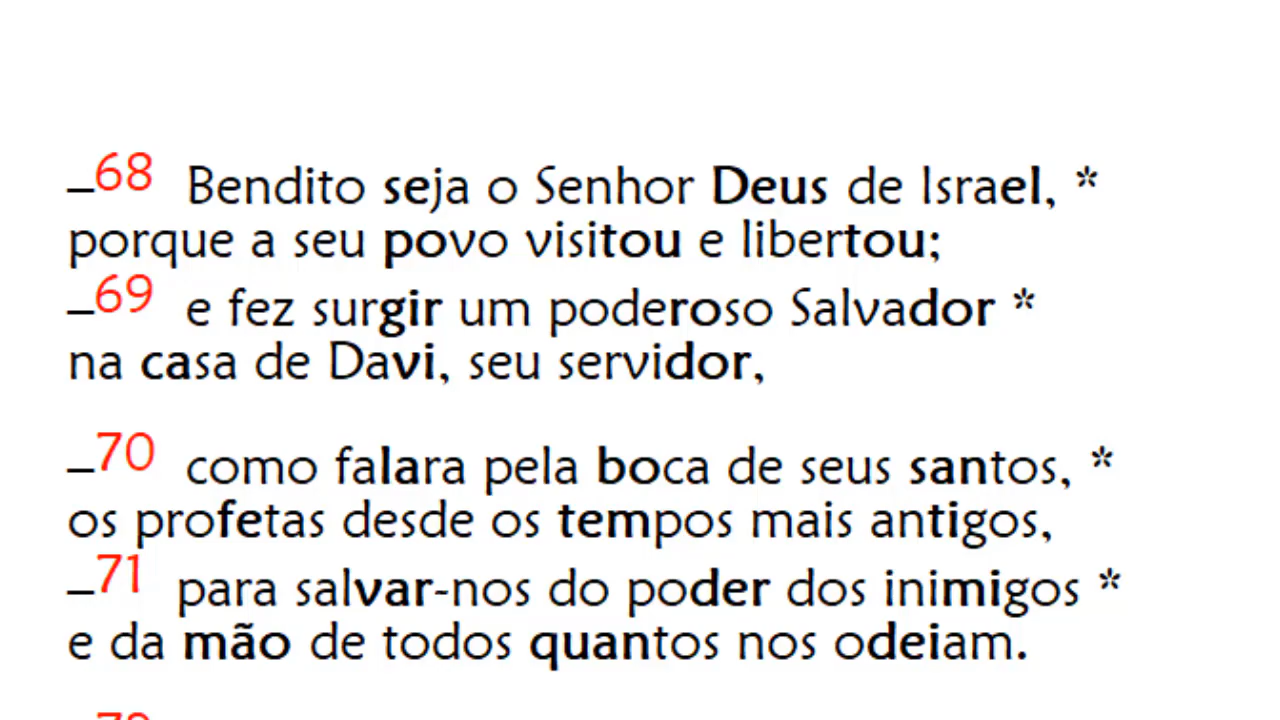 –68 Bendito seja o Senhor Deus de Israel, *
porque a seu povo visitou e libertou;
–69 e fez surgir um poderoso Salvador *
na casa de Davi, seu servidor,
–70 como falara pela boca de seus santos, *
os profetas desde os tempos mais antigos,
–71 para salvar-nos do poder dos inimigos *
e da mão de todos quantos nos odeiam.